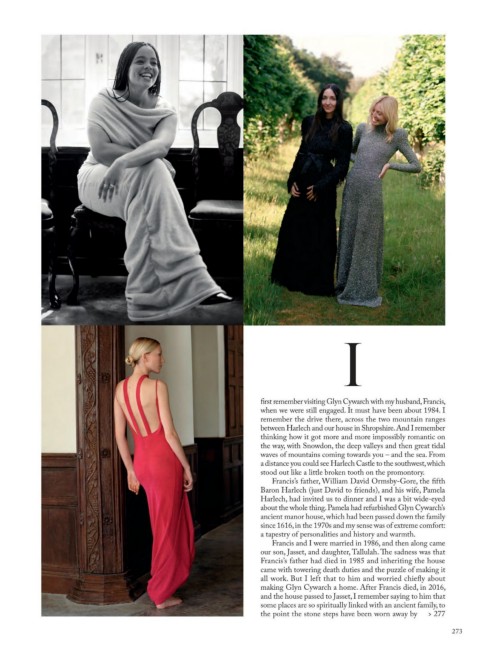 I
first remember visiting Glyn Cywarch with my husband, Francis,
when we were still engaged. It must have been about 1984. I
remember the drive there, across the two mountain ranges
between Harlech and our house in Shropshire. And I remember
thinking how it got more and more impossibly romantic on
the way, with Snowdon, the deep valleys and then great tidal
waves of mountains coming towards you – and the sea. From
a distance you could see Harlech Castle to the southwest, which
stood out like a little broken tooth on the promontory.
Francis's father, William David Ormsby-Gore, the fifth
Baron Harlech (just David to friends), and his wife, Pamela
Harlech, had invited us to dinner and I was a bit wide-eyed
about the whole thing. Pamela had refurbished Glyn Cywarch's
ancient manor house, which had been passed down the family
since 1616, in the 1970s and my sense was of extreme comfort:
a tapestry of personalities and history and warmth.
Francis and I were married in 1986, and then along came
our son, Jasset, and daughter, Tallulah. The sadness was that
Francis's father had died in 1985 and inheriting the house
came with towering death duties and the puzzle of making it
all work. But I left that to him and worried chiefly about
making Glyn Cywarch a home. After Francis died, in 2016,
and the house passed to Jasset, I remember saying to him that
some places are so spiritually linked with an ancient family, to
the point the stone steps have been worn away by » 277
273